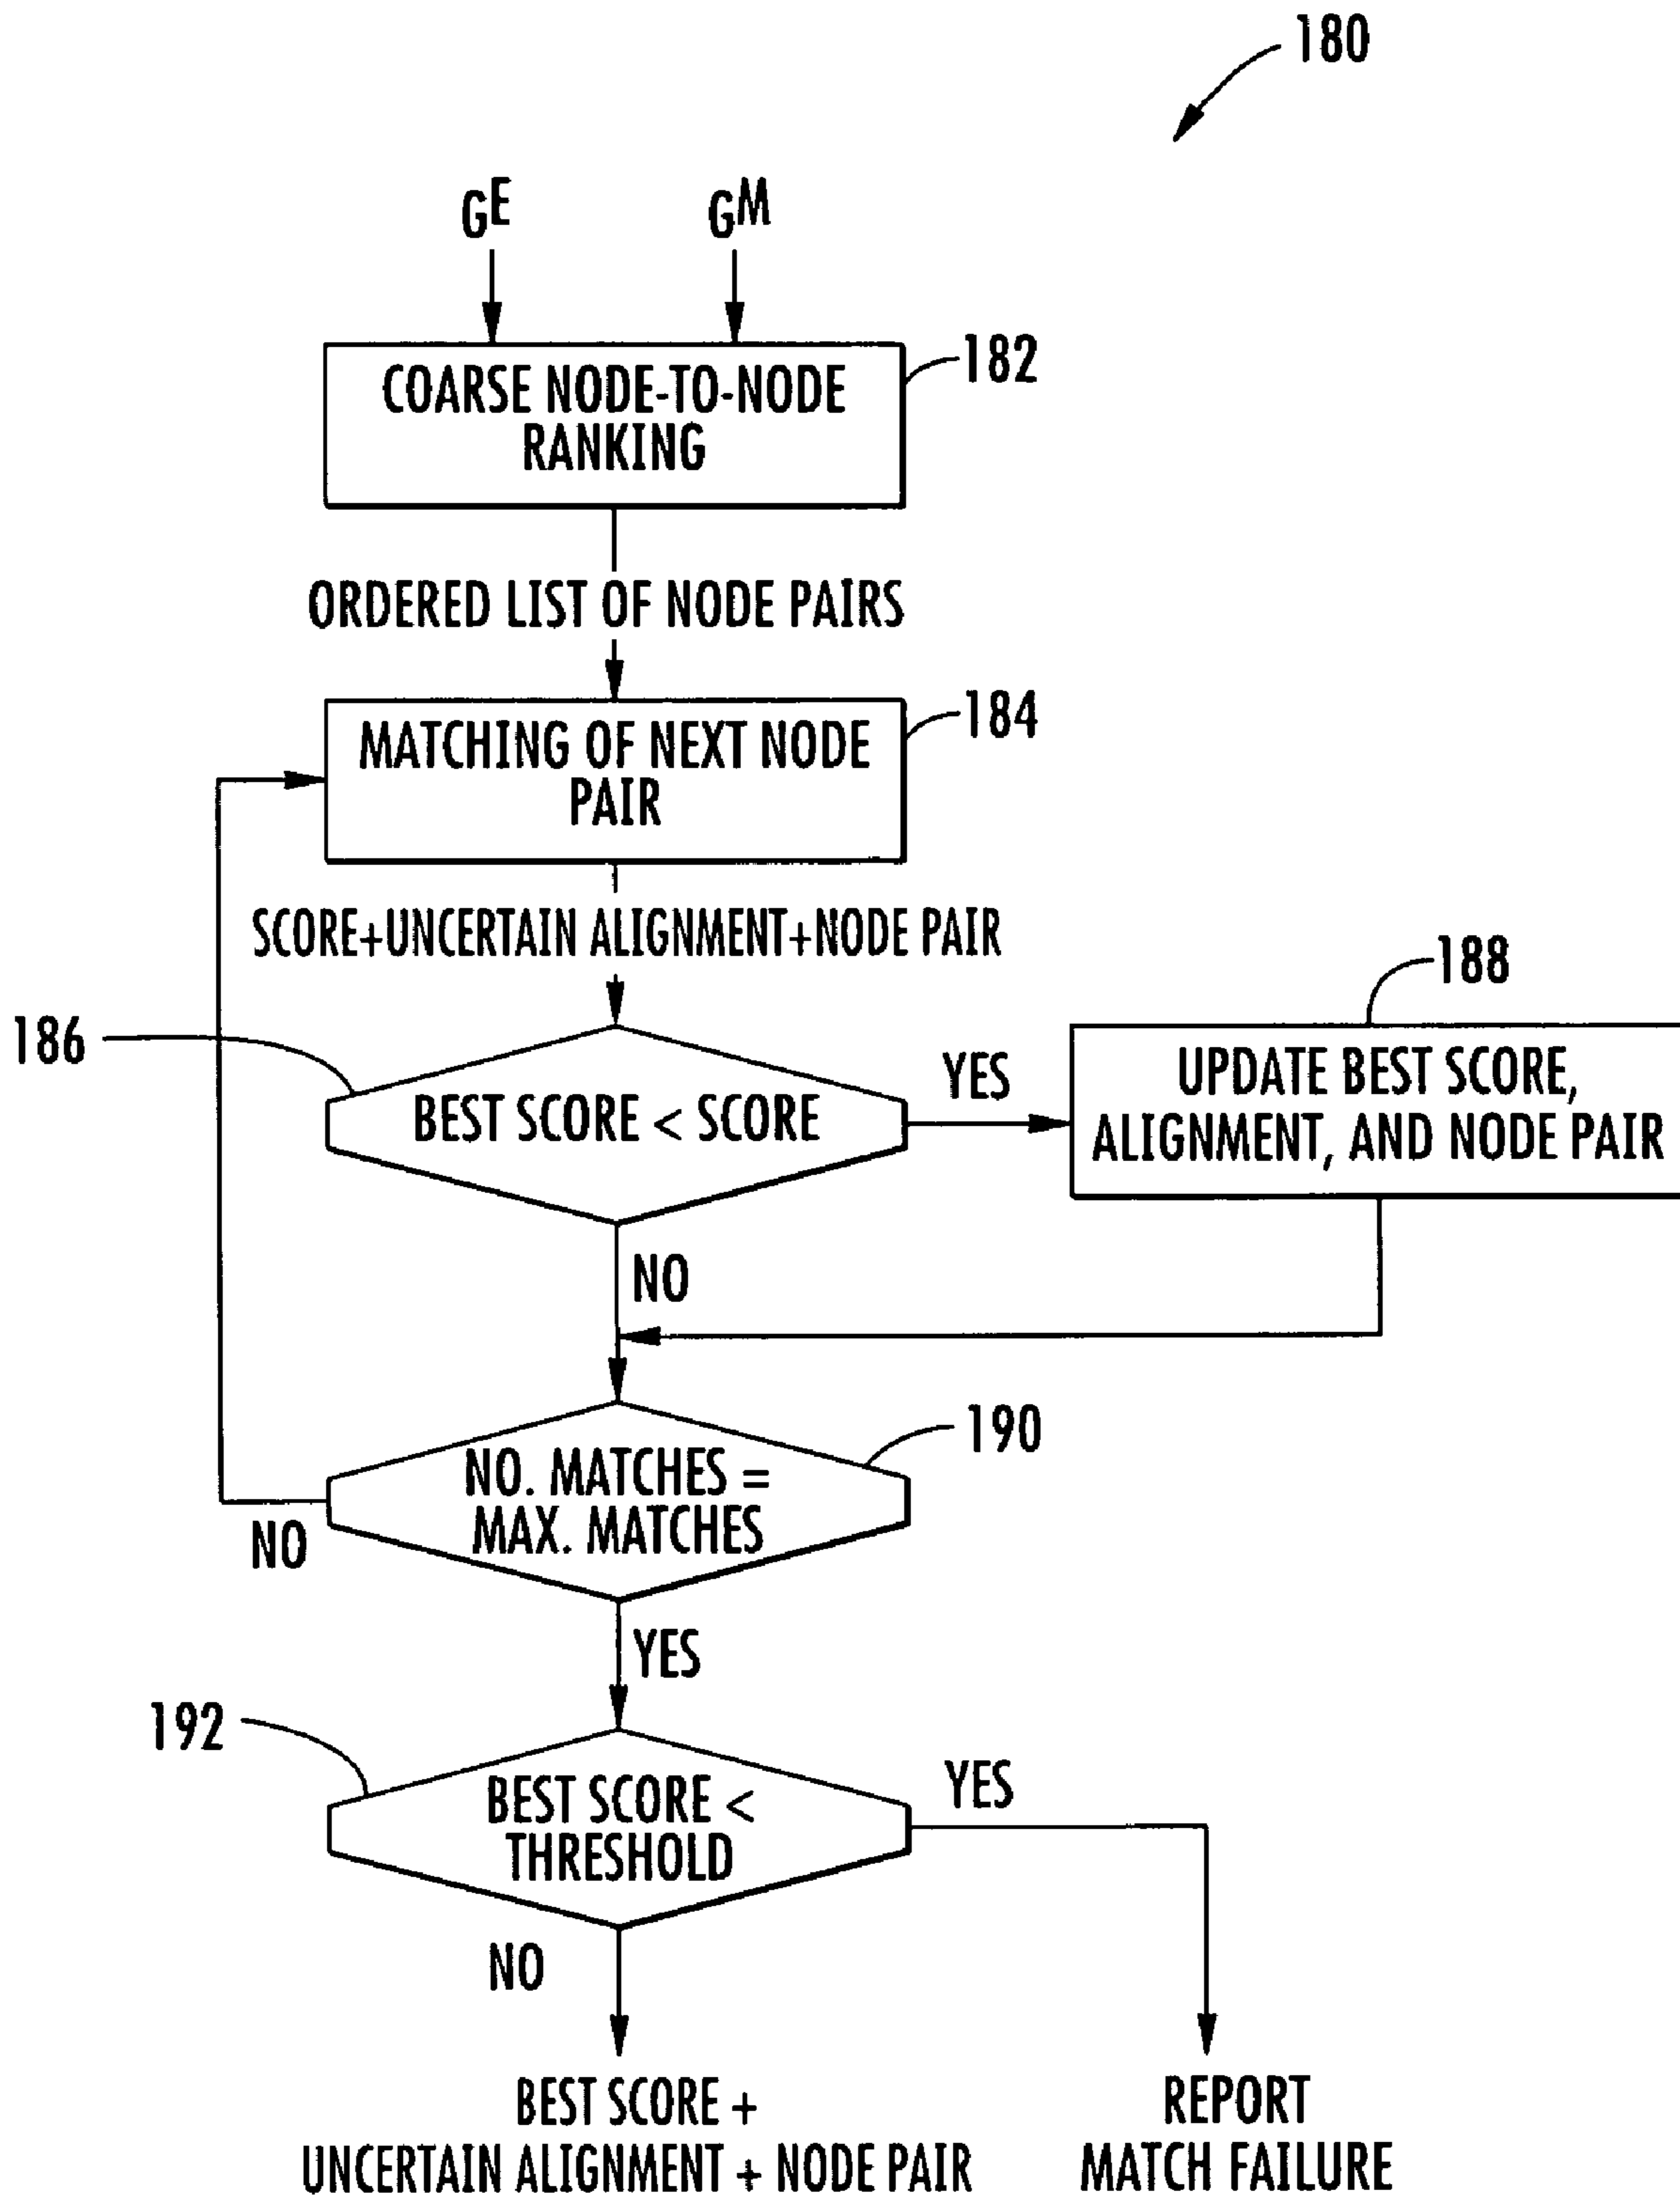 180
GE
GM
182
COARSE NODE-TO-NODE
RANKING
ORDERED LIST OF NODE PAIRS
184
MATCHING OF NEXT NODE
PAIR
SCORE+UNCERTAIN ALIGNMENT+NODE PAIR
186
BEST SCORE < SCORE
YES
188
UPDATE BEST SCORE,
ALIGNMENT, AND NODE PAIR
NO
190
NO. MATCHES =
MAX. MATCHES
NO
YES
192
BEST SCORE <
THRESHOLD
YES
NO
BEST SCORE +
UNCERTAIN ALIGNMENT + NODE PAIR
REPORT
MATCH FAILURE